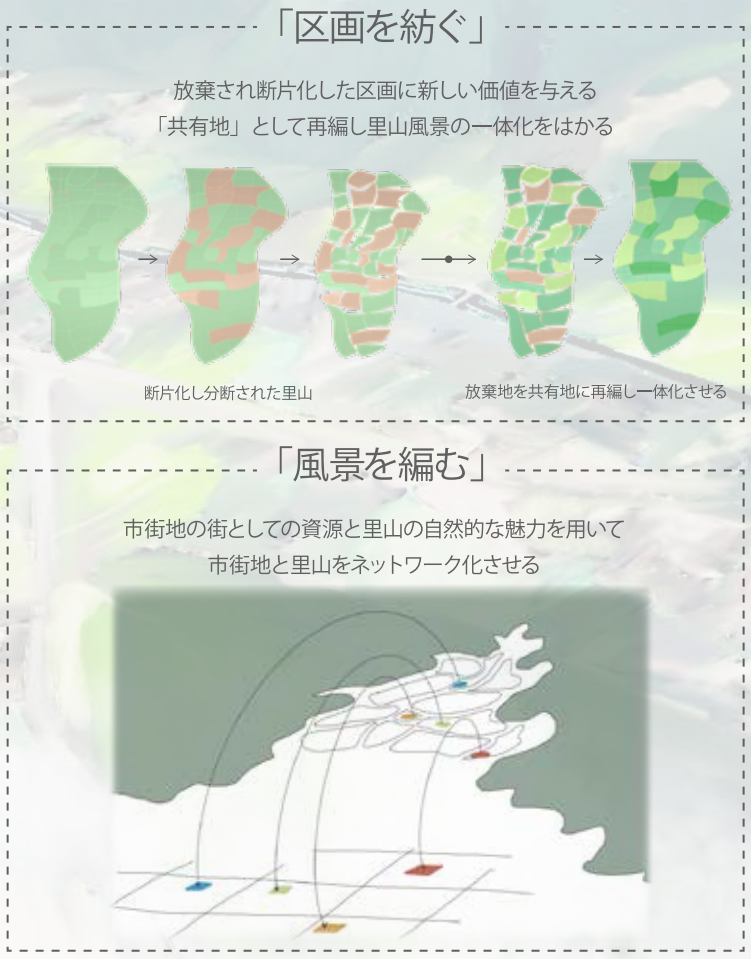 「区画を紡ぐ」
放棄され断片化した区画に新しい価値を与える
「共有地」として再編し里山風景の一体化をはかる
断片化し分断された里山
放棄地を共有地に再編し一体化させる
「風景を編む」
市街地の街としての資源と里山の自然的な魅力を用いて
市街地と里山をネットワーク化させる